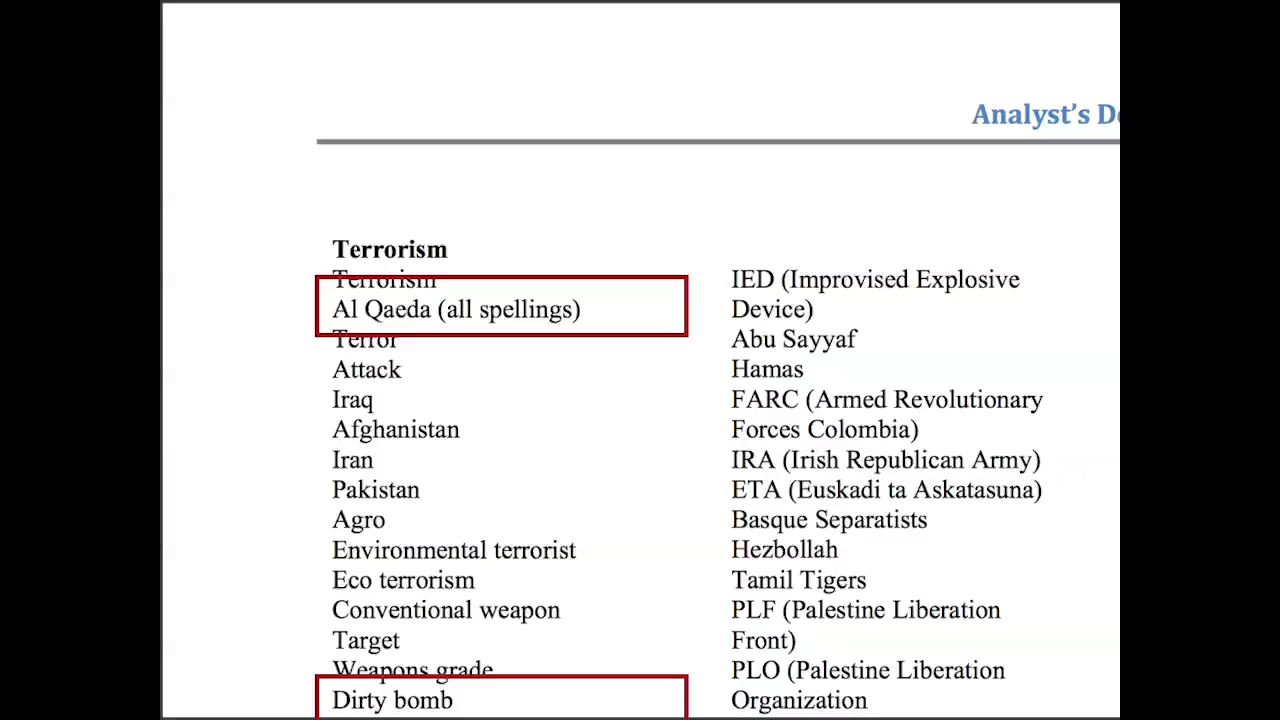 Analyst's De
Terrorism
Terrorism
Al Qaeda (all spellings)
Terror
Attack
Iraq
Afghanistan
Iran
Pakistan
Agro
Environmental terrorist
Eco terrorism
Conventional weapon
Target
Weapons grade
Dirty bomb
IED (Improvised Explosive
Device)
Abu Sayyaf
Hamas
FARC (Armed Revolutionary
Forces Colombia)
IRA (Irish Republican Army)
ETA (Euskadi ta Askatasuna)
Basque Separatists
Hezbollah
Tamil Tigers
PLF (Palestine Liberation
Front)
PLO (Palestine Liberation
Organization